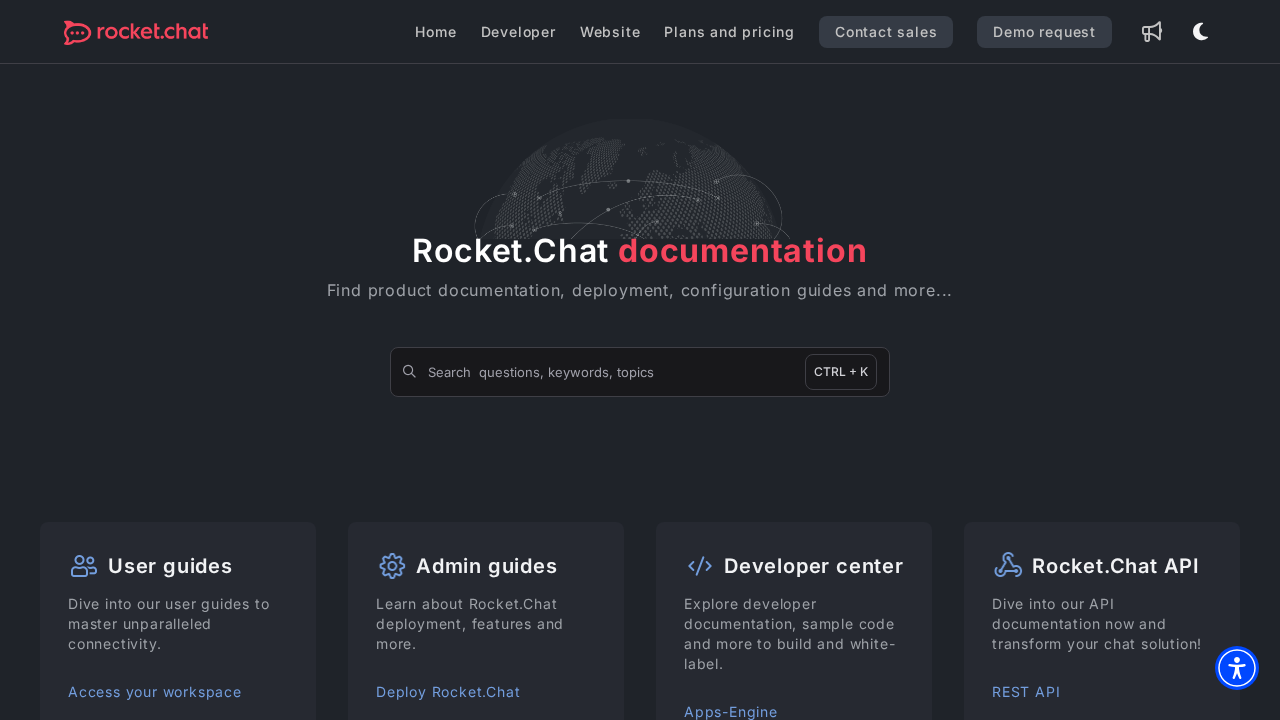 rocket.chat
Home
Developer
Website
Plans and pricing
Contact sales
Demo request
Rocket.Chat documentation
Find product documentation, deployment, configuration guides and more...
Search  questions, keywords, topics
CTRL + K
User guides
Dive into our user guides to
master unparalleled
connectivity.
Access your workspace
Admin guides
Learn about Rocket.Chat
deployment, features and
more.
Deploy Rocket.Chat
Developer center
Explore developer
documentation, sample code
and more to build and white-
label.
Apps-Engine
Rocket.Chat API
Dive into our API
documentation now and
transform your chat solution!
REST API